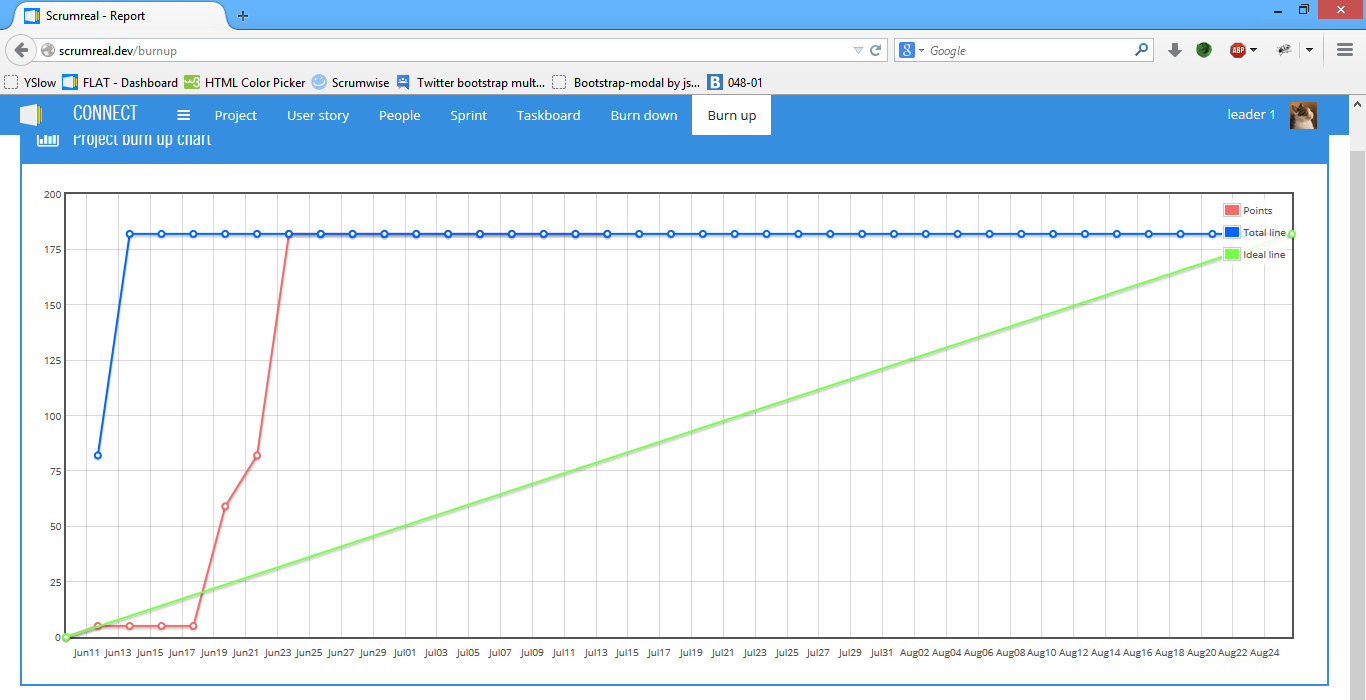 Scrumreal - Report
scrumreal.dev/burnup
Google
YSlow FLAT - Dashboard HTML Color Picker Scrumwise Twitter bootstrap mult... Bootstrap-modal by js... 048-01
CONNECT Project User story People Sprint Taskboard Burn down Burn up leader 1
Project burn up chart
200
175
150
125
100
75
50
25
0
Points
Total line
Ideal line
Jun11 Jun13 Jun15 Jun17 Jun19 Jun21 Jun23 Jun25 Jun27 Jun29 Jul01 Jul03 Jul05 Jul07 Jul09 Jul11 Jul13 Jul15 Jul17 Jul19 Jul21 Jul23 Jul25 Jul27 Jul29 Jul31 Aug02 Aug04 Aug06 Aug08 Aug10 Aug12 Aug14 Aug16 Aug18 Aug20 Aug22 Aug24